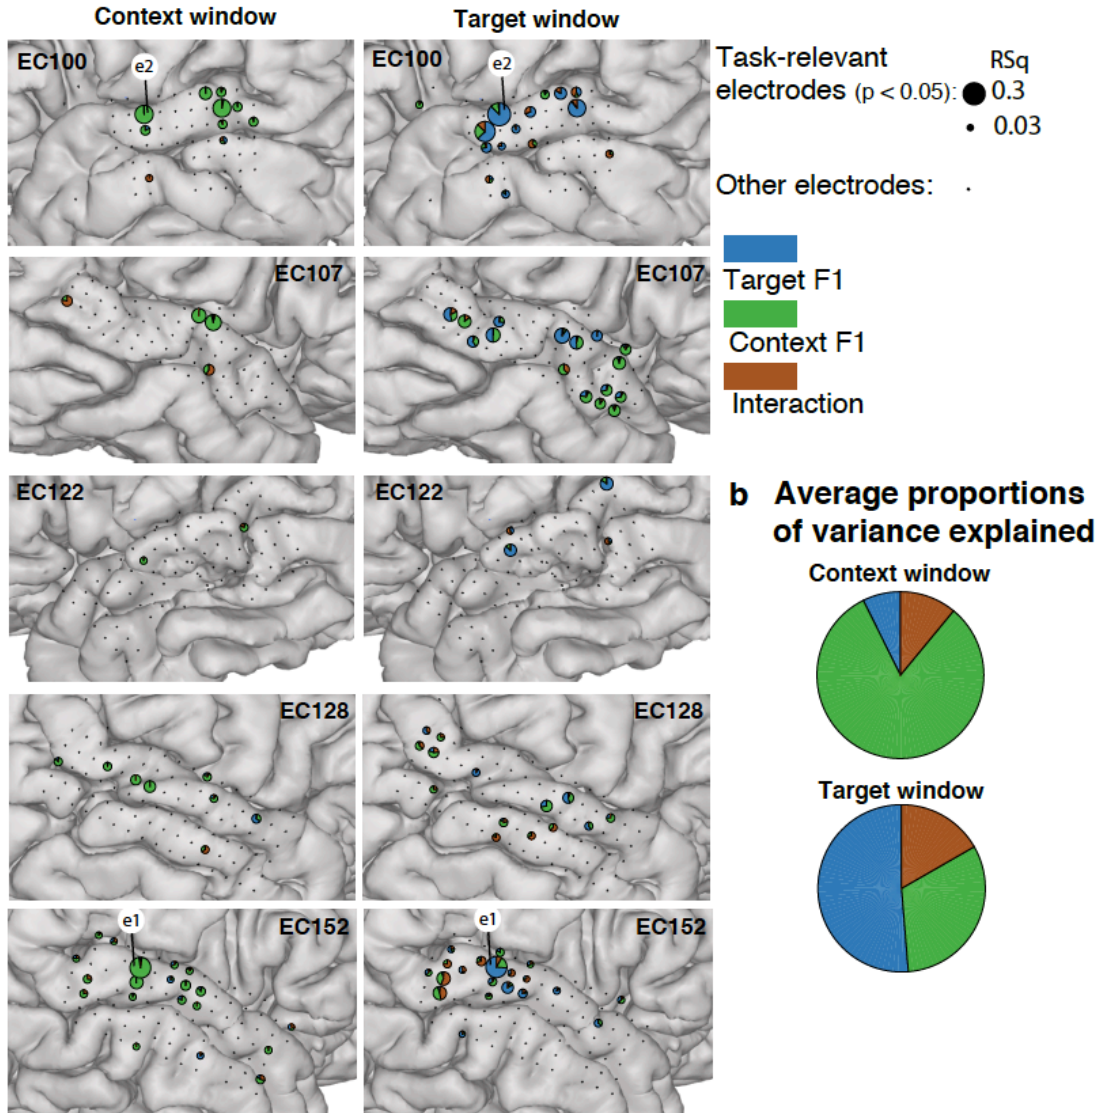 Context window
Target window
EC100
e2
EC100
e2
Task-relevant
electrodes (p < 0.05):
RSq
0.3
0.03
Other electrodes:
Target F1
Context F1
Interaction
EC107
EC107
EC122
EC122
b Average proportions
of variance explained
Context window
Target window
EC128
EC128
e1
EC152
e1
EC152